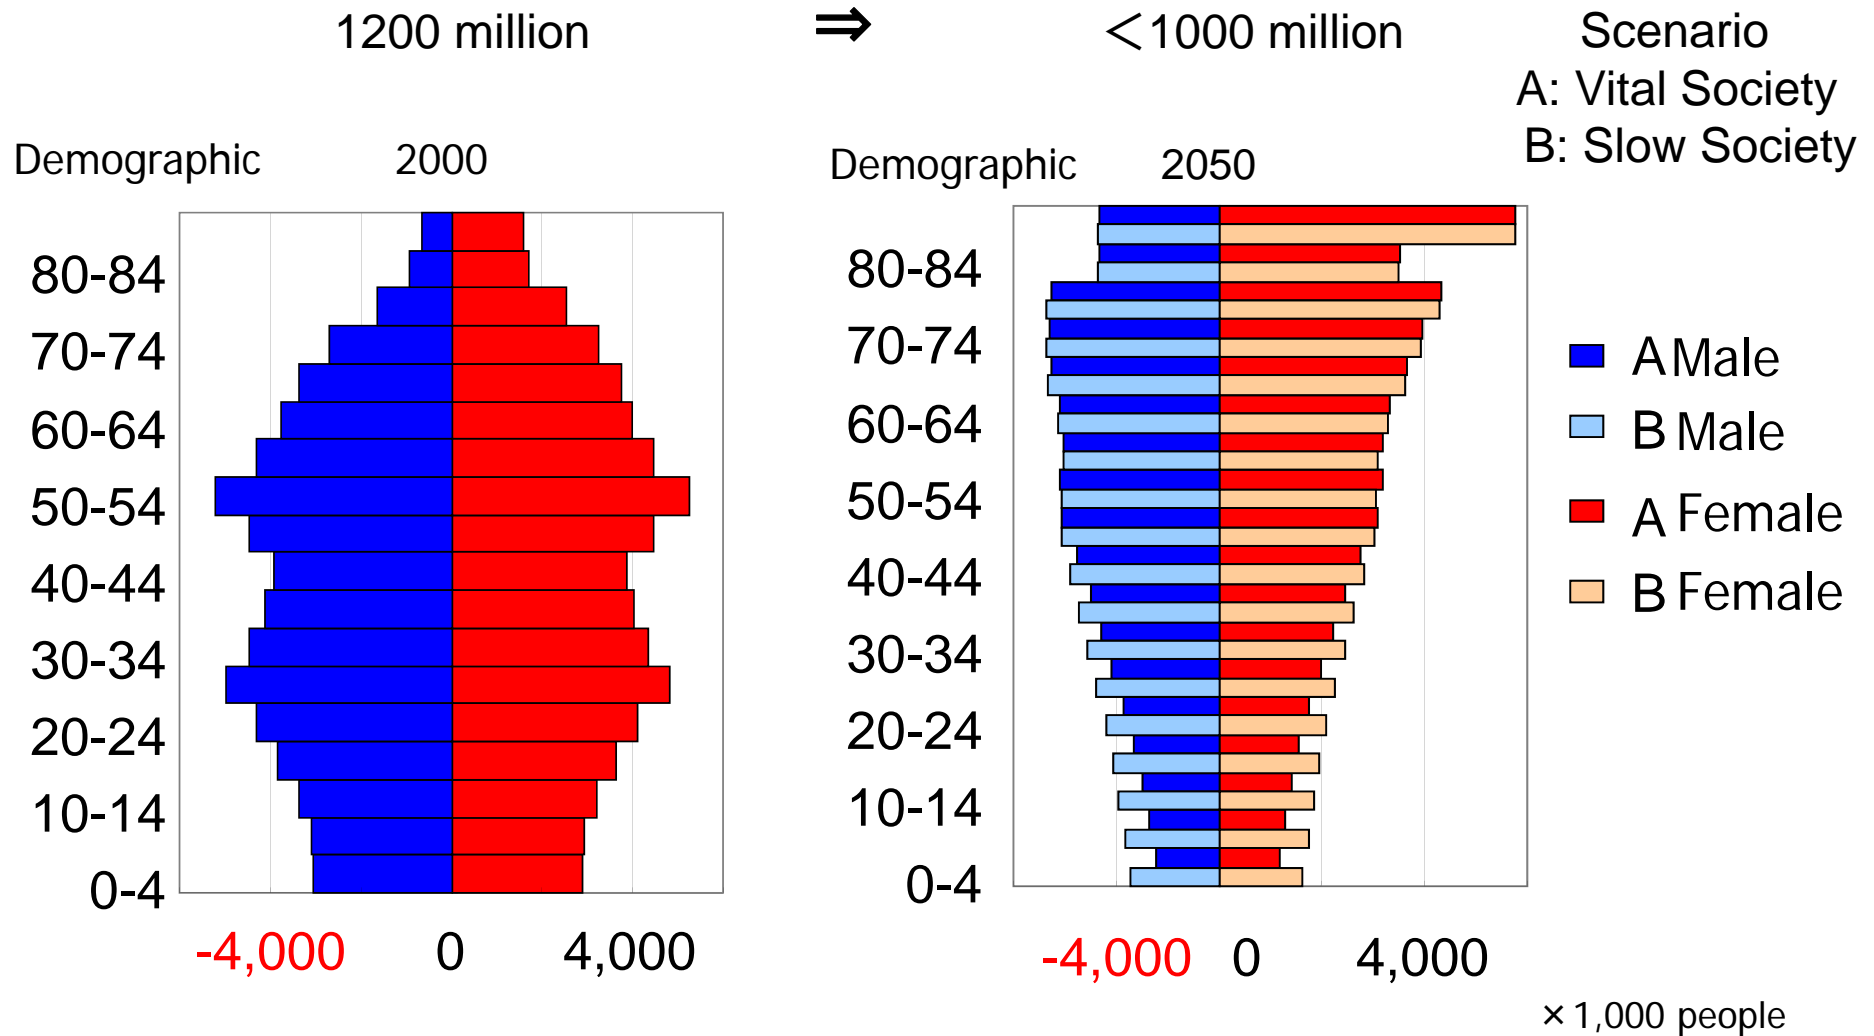 1200 million ⇒ <1000 million
Scenario
A: Vital Society
B: Slow Society
Demographic 2000
80-84
70-74
60-64
50-54
40-44
30-34
20-24
10-14
0-4
-4,000 0 4,000
Demographic 2050
80-84
70-74
60-64
50-54
40-44
30-34
20-24
10-14
0-4
-4,000 0 4,000
A Male
B Male
A Female
B Female
×1,000 people